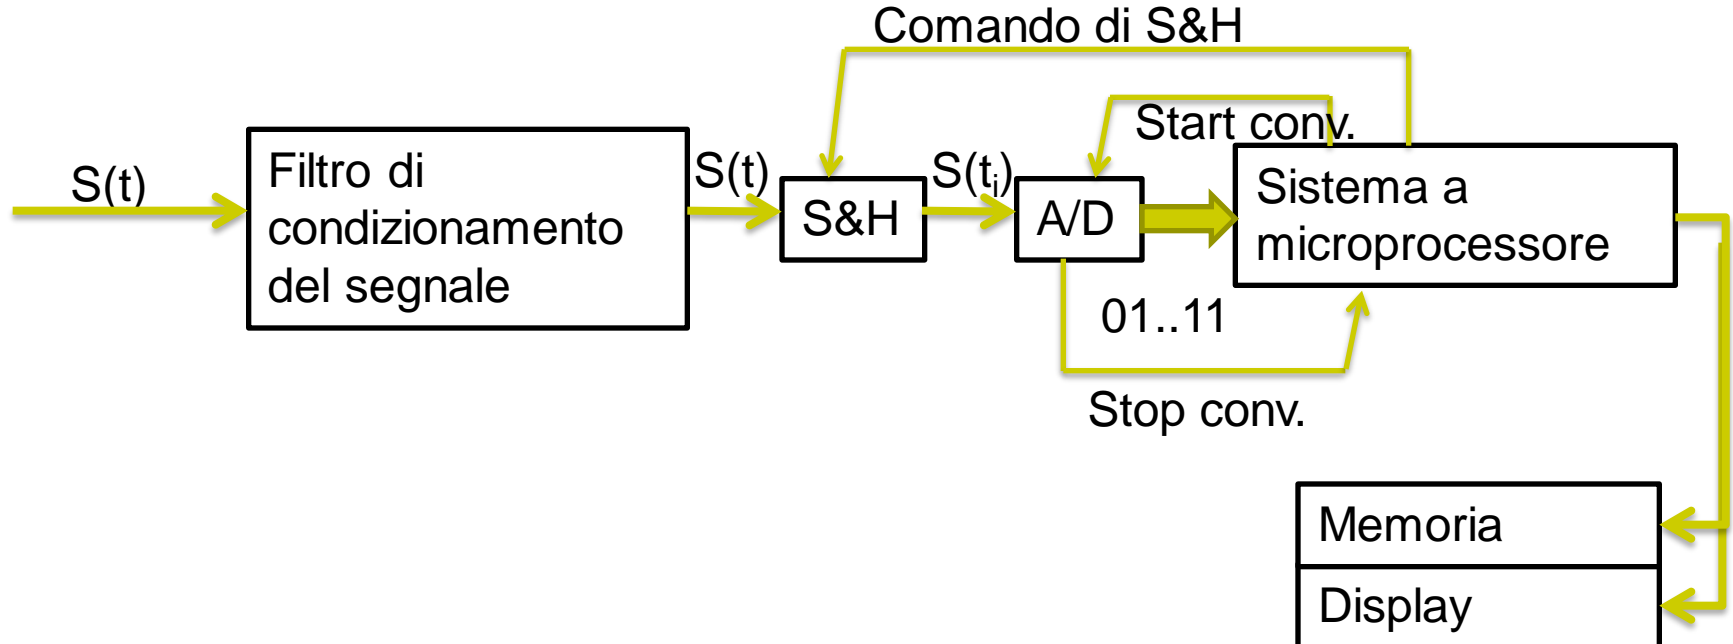 Comando di S&H
Start conv.
S(t)
Filtro di
condizionamento
del segnale
S(t)
S&H
S(tᵢ)
A/D
Sistema a
microprocessore
01..11
Stop conv.
Memoria
Display